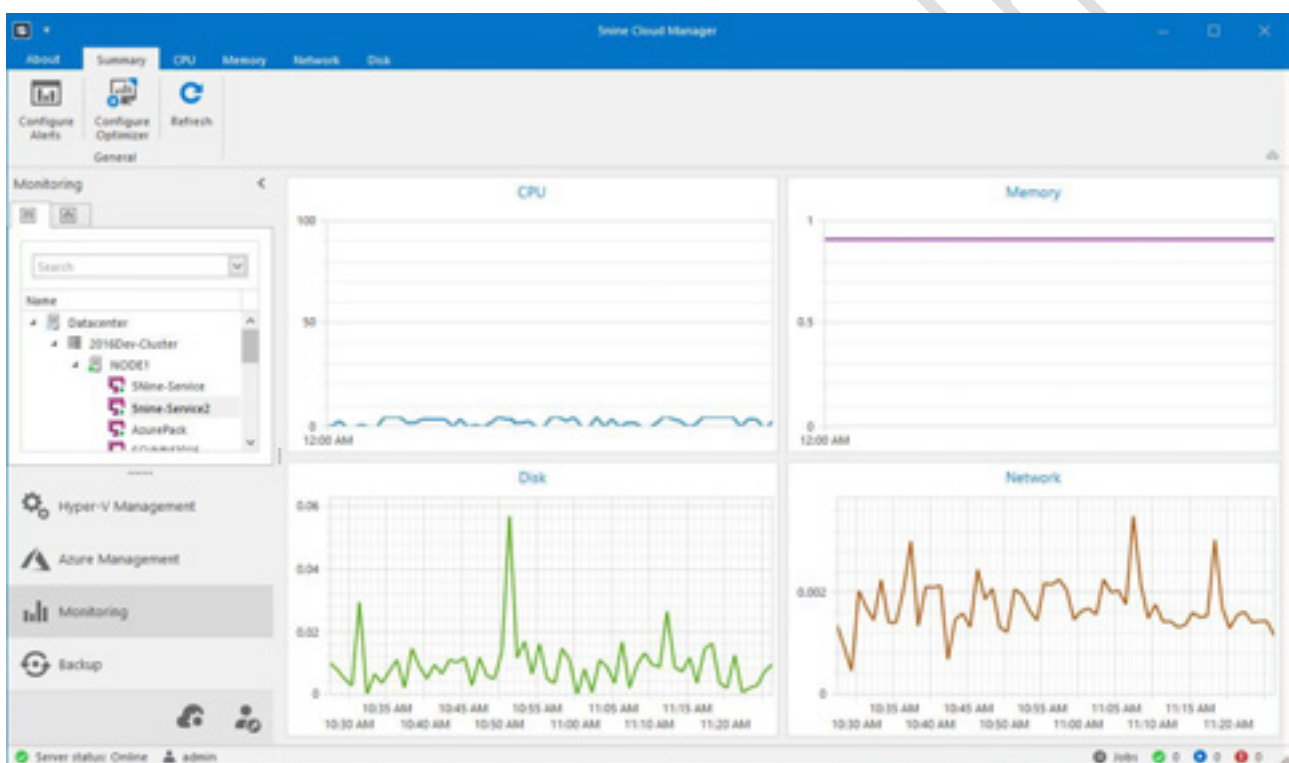 5nine Cloud Manager
About Summary CPU Memory Network Disk
Configure Alerts
Configure Optimizer
Refresh
General
Monitoring
Search
Name
Datacenter
2016Dev-Cluster
NODE1
5Nine-Service
5nine-Service2
AzurePack
Hyper-V Management
Azure Management
Monitoring
Backup
CPU
100
50
0
12:00 AM
Memory
1
0.5
0
12:00 AM
Disk
0.06
0.04
0.02
0
10:35 AM 10:45 AM 10:55 AM 11:05 AM 11:15 AM
10:30 AM 10:40 AM 10:50 AM 11:00 AM 11:10 AM 11:20 AM
Network
0.002
0
10:35 AM 10:45 AM 10:55 AM 11:05 AM 11:15 AM
10:30 AM 10:40 AM 10:50 AM 11:00 AM 11:10 AM 11:20 AM
Server status: Online admin
Jobs 0 0 0